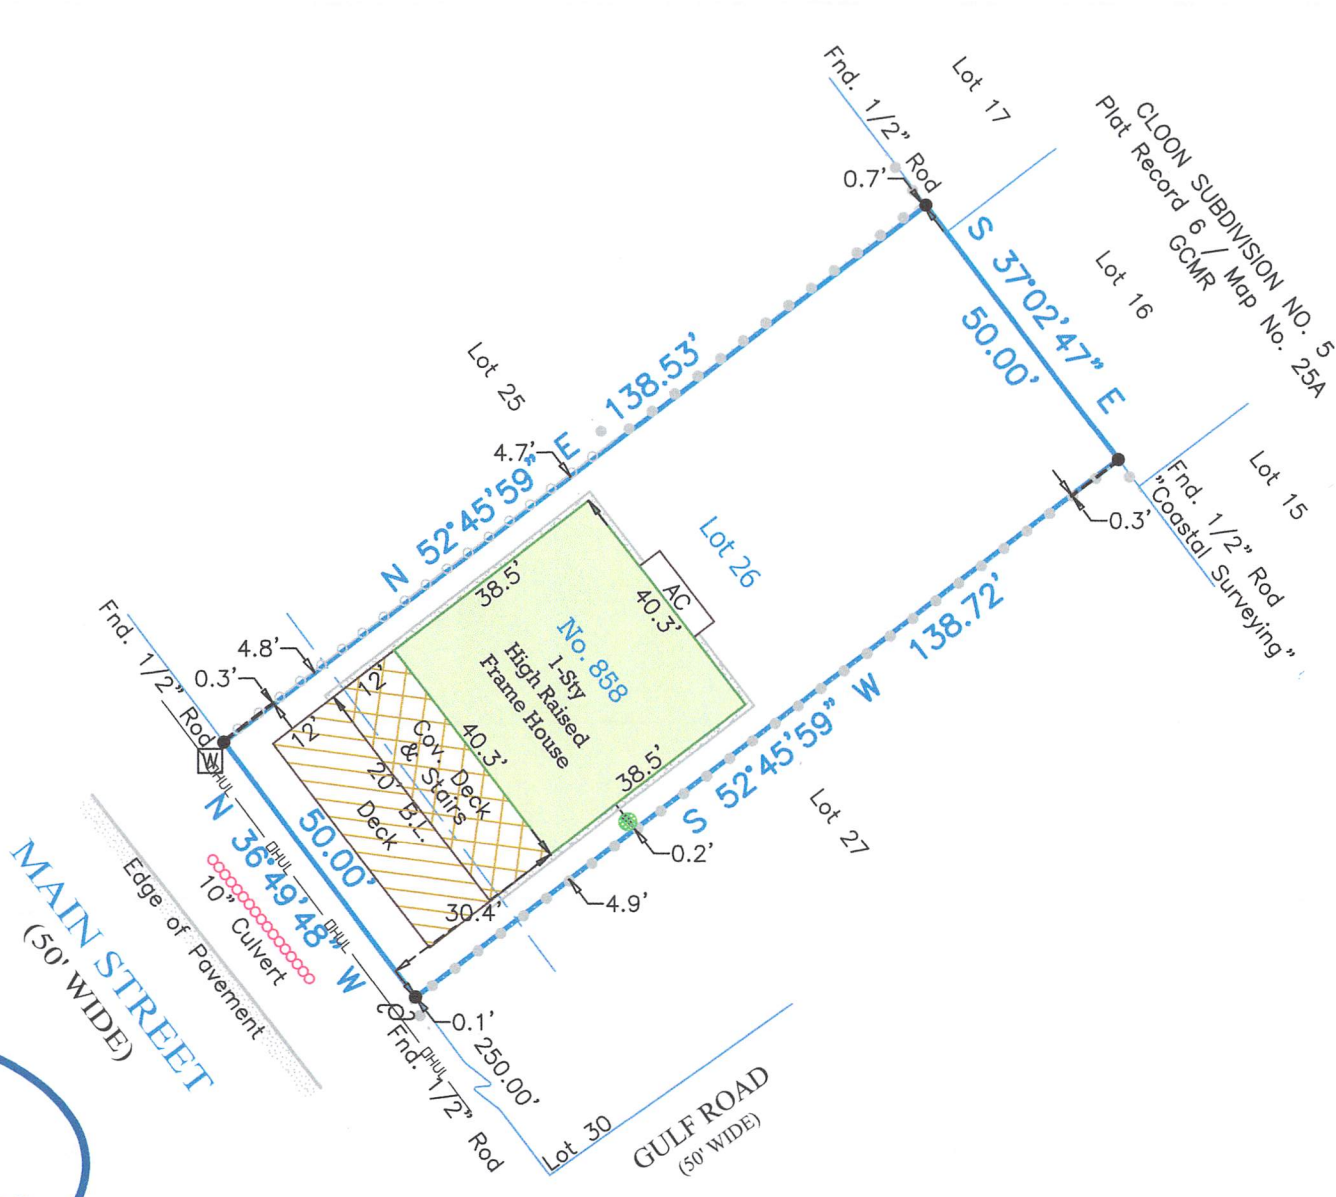 Fnd. 1/2" Rod
Lot 17
CLOON SUBDIVISION NO. 5
Plat Record 6 / Map No. 25A
GCMR
0.7'
S 37°02'47" E
50.00'
Lot 16
Lot 25
N 52°45'59" E 138.53'
4.7'
Lot 15
Fnd. 1/2" Rod
"Coastal Surveying"
0.3'
Lot 26
AC
38.5'
40.3'
No. 858
1-Sty
High Raised
Frame House
40.3'
38.5'
Fnd. 1/2" Rod
4.8'
0.3'
12'
12'
Cov. Deck
& Stairs
20' B.L.
Deck
30.4'
S 52°45'59" W 138.72'
Lot 27
0.2'
4.9'
W
OHUL
N 36°49'48" W
50.00'
OHUL
OHUL
OHUL
10" Culvert
Edge of Pavement
MAIN STREET
(50' WIDE)
0.1'
Fnd. 1/2" Rod
250.00'
Lot 30
GULF ROAD
(50' WIDE)